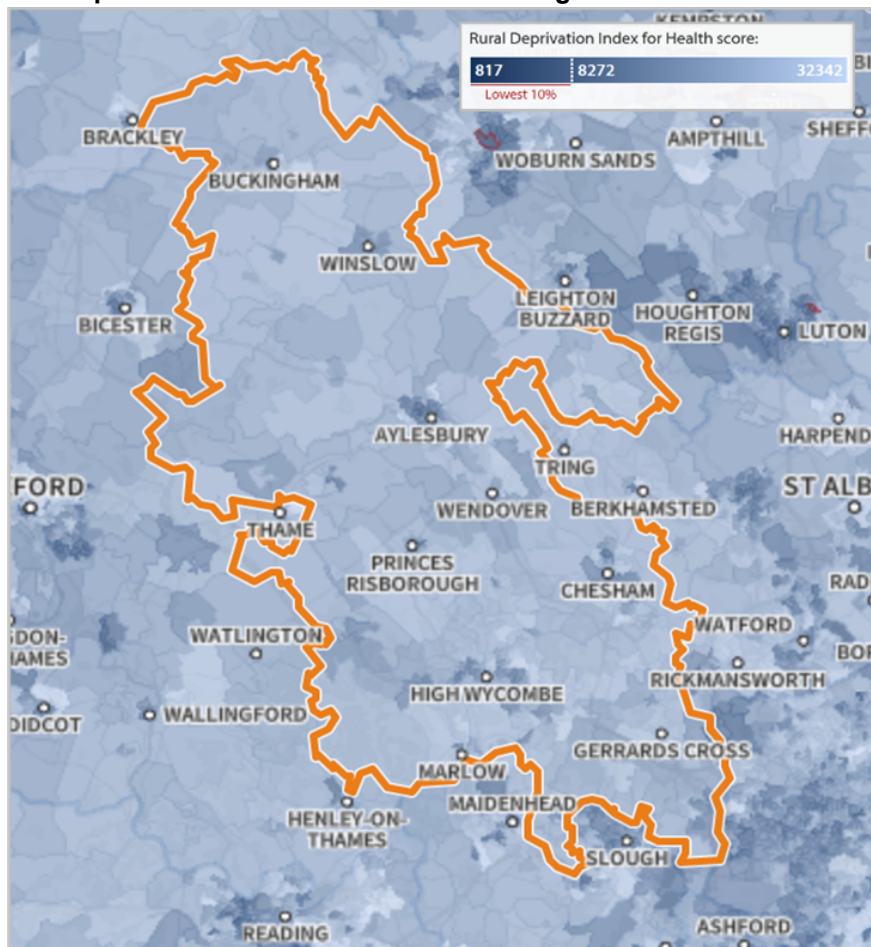 KEMPSTON
Rural Deprivation Index for Health score:
817 8272 32342
Lowest 10%
BRACKLEY
BUCKINGHAM
WOBURN SANDS
AMPTHILL
SHEFF
WINSLOW
BICESTER
LEIGHTON
BUZZARD
HOUGHTON
REGIS
LUTON
AYLESBURY
HARPEND
TRING
FORD
WENDOVER
BERKHAMSTED
ST ALB
THAME
PRINCES
RISBOROUGH
CHESHAM
RAD
WATLINGTON
WATFORD
GDON-
HAMES
BOR
RICKMANSWORTH
HIGH WYCOMBE
DIDCOT
WALLINGFORD
GERRARDS CROSS
MARLOW
MAIDENHEAD
HENLEY-ON-
THAMES
SLOUGH
READING
ASHFORD